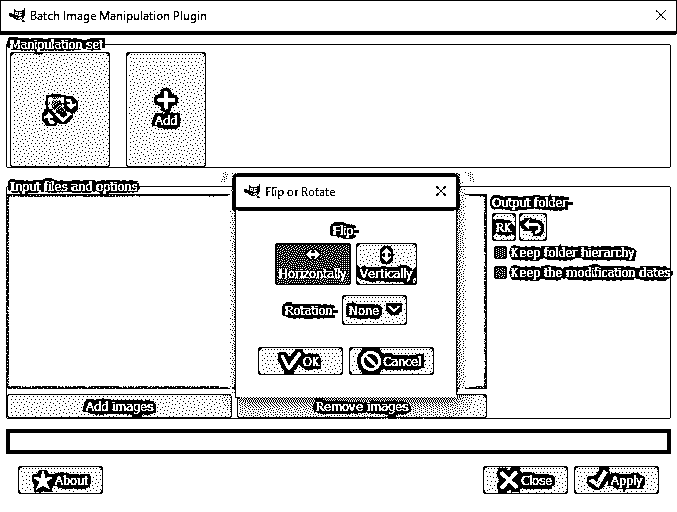 Batch Image Manipulation Plugin
Manipulation set
Add
Input files and options
Flip or Rotate
Flip
Horizontally
Vertically
Rotation:
None
OK
Cancel
Output folder
RK
Keep folder hierarchy
Keep the modification dates
Add images
Remove images
About
Close
Apply